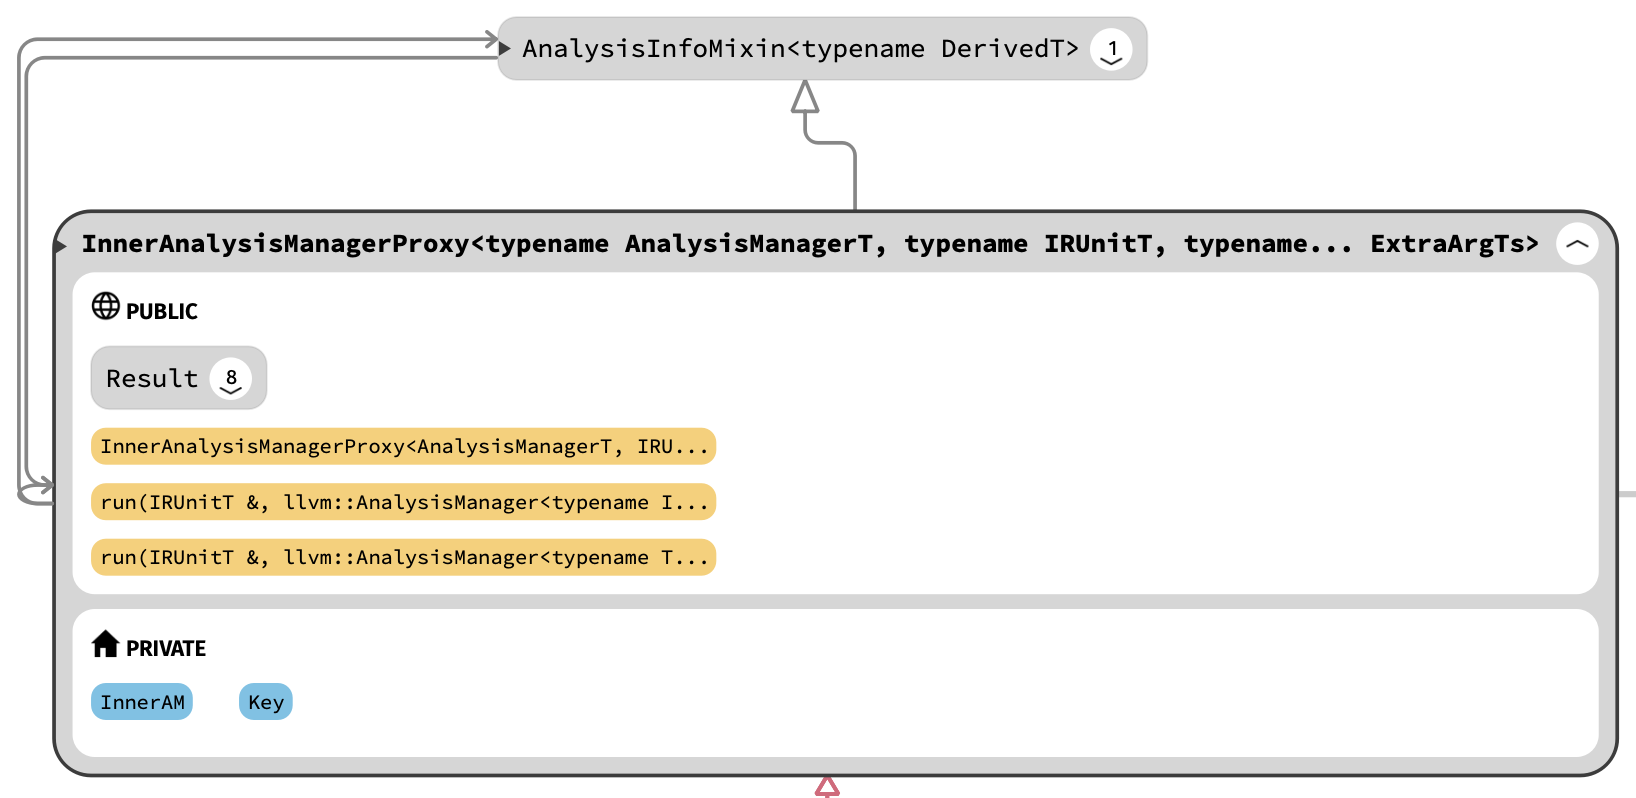 AnalysisInfoMixin<typename DerivedT> 1
InnerAnalysisManagerProxy<typename AnalysisManagerT, typename IRUnitT, typename... ExtraArgTs>
PUBLIC
Result 8
InnerAnalysisManagerProxy<AnalysisManagerT, IRU...
run(IRUnitT &, llvm::AnalysisManager<typename I...
run(IRUnitT &, llvm::AnalysisManager<typename T...
PRIVATE
InnerAM Key